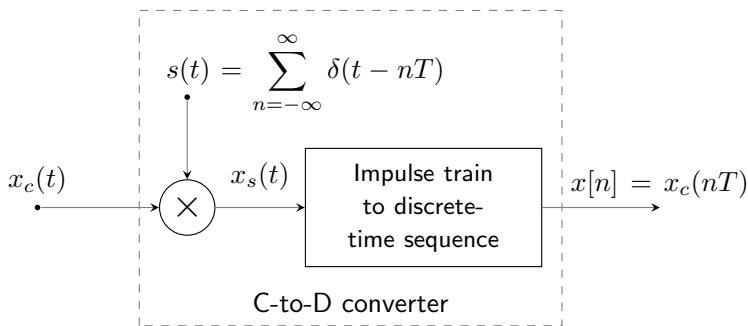 s(t) = ∑_{n=−∞}^{∞} δ(t − nT)
x_c(t)
×
x_s(t)
Impulse train
to discrete-
time sequence
x[n] = x_c(nT)
C-to-D converter